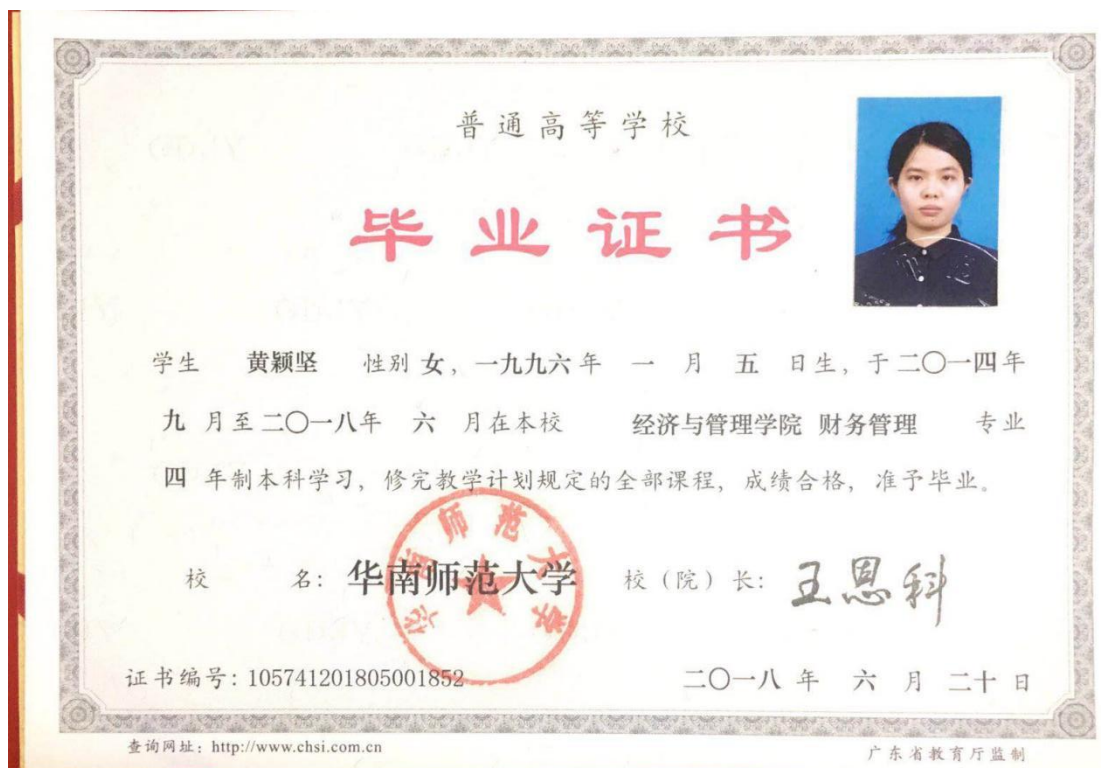 普通高等学校
毕业证书
学生 黄颖坚 性别 女，一九九六年 一 月 五 日生，于二〇一四年
九 月至二〇一八年 六 月在本校 经济与管理学院 财务管理 专业
四 年制本科学习，修完教学计划规定的全部课程，成绩合格，准予毕业。
华南师范大学
校 名：华南师范大学 校（院）长：王恩科
证书编号：105741201805001852 二〇一八 年 六 月 二十 日
查询网址：http://www.chsi.com.cn 广东省教育厅监制